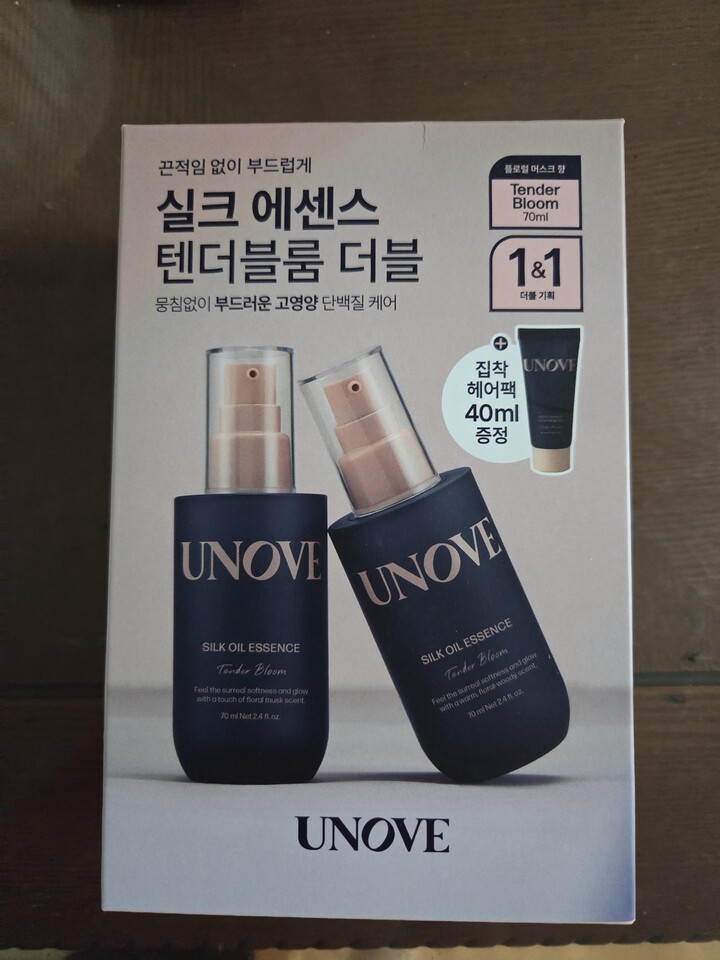 끈적임 없이 부드럽게
실크 에센스
텐더블룸 더블
뭉침없이 부드러운 고영양 단백질 케어
플로럴 머스크 향
Tender
Bloom
70ml
1&1
더블 기획
+
집착
헤어팩
40ml
증정
UNOVE
UNOVE
SILK OIL ESSENCE
Tender Bloom
Feel the surreal softness and glow
with a touch of floral musk scent.
70 ml Net 2.4 fl. oz.
UNOVE
SILK OIL ESSENCE
Tender Bloom
Feel the surreal softness and glow
with a warm, floral-woody scent.
70 ml Net 2.4 fl. oz.
UNOVE